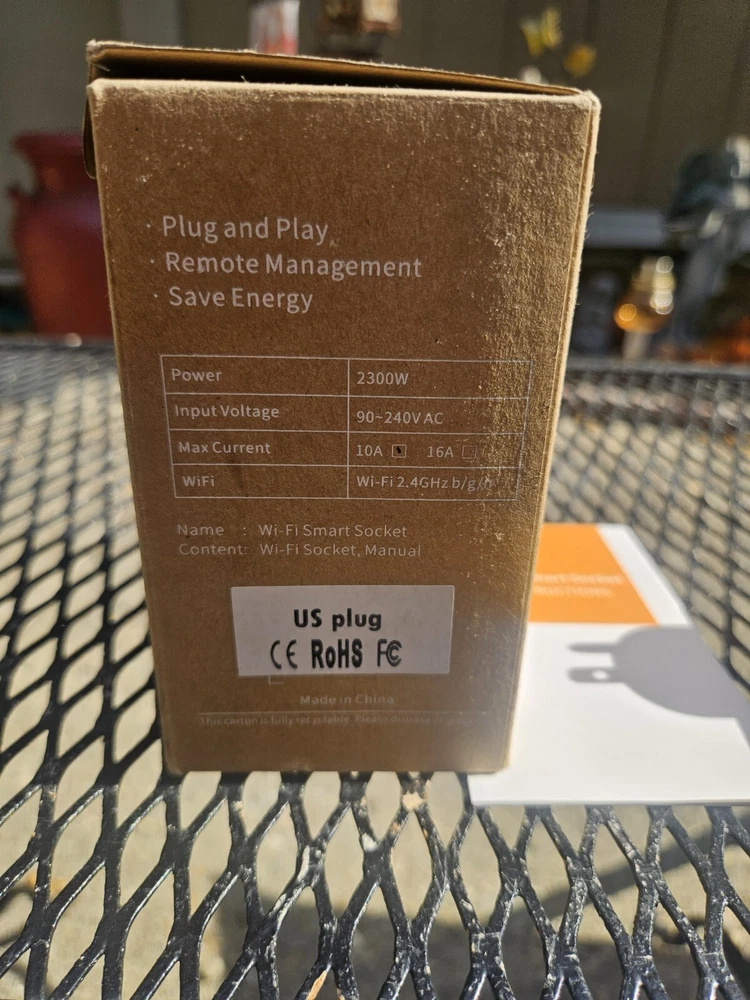 · Plug and Play
· Remote Management
· Save Energy
Power 2300W
Input Voltage 90~240V AC
Max Current 10A 16A
WiFi Wi-Fi 2.4GHz b/g/n
Name : Wi-Fi Smart Socket
Content: Wi-Fi Socket, Manual
US plug
CE RoHS FC
Made in China
This carton is fully recyclable. Please dispose of
Smart Socket